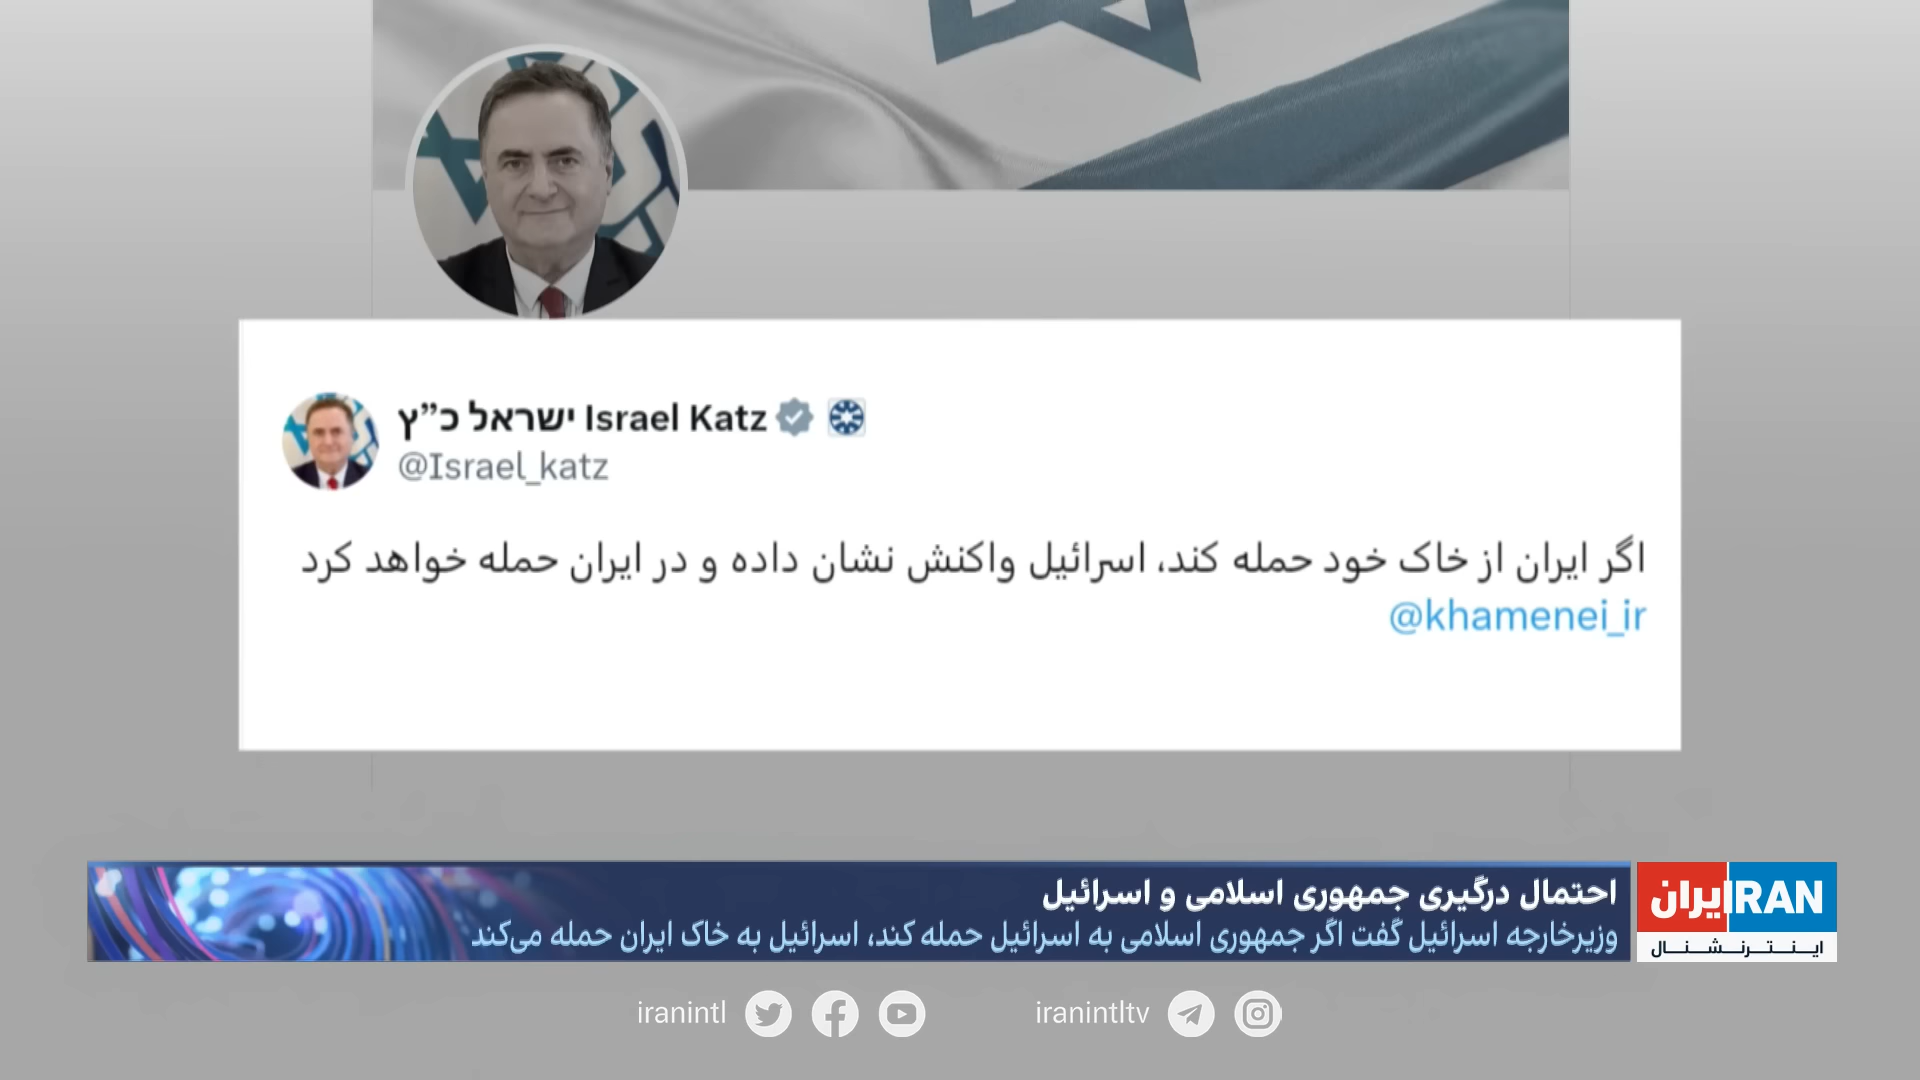 ישראל כ”ץ Israel Katz
@Israel_katz
اگر ایران از خاک خود حمله کند، اسرائیل واکنش نشان داده و در ایران حمله خواهد کرد
@khamenei_ir
احتمال درگیری جمهوری اسلامی و اسرائیل
وزیرخارجه اسرائیل گفت اگر جمهوری اسلامی به اسرائیل حمله کند، اسرائیل به خاک ایران حمله می‌کند
ایران IRAN
اینترنشنال
iranintl
iranintltv